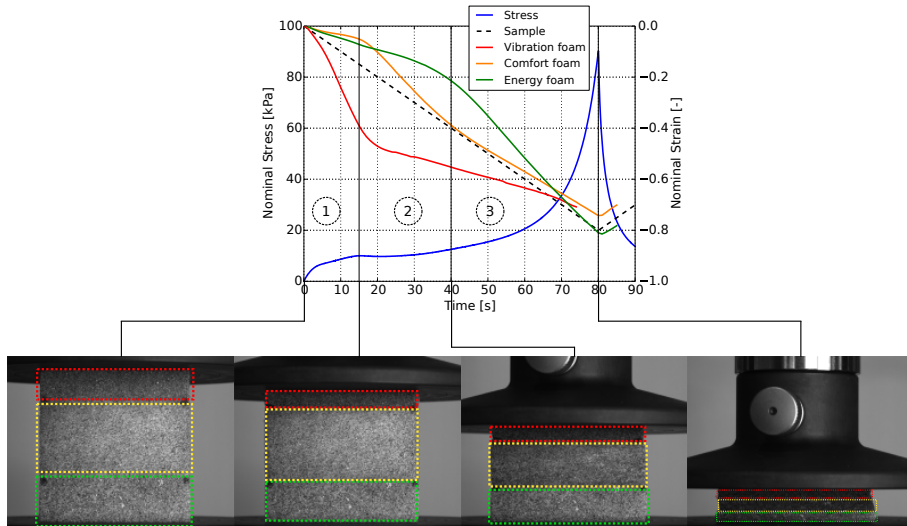 Stress
Sample
Vibration foam
Comfort foam
Energy foam
Nominal Stress [kPa]
100
80
60
40
20
0
Nominal Strain [-]
0.0
−0.2
−0.4
−0.6
−0.8
−1.0
1
2
3
0 10 20 30 40 50 60 70 80 90
Time [s]